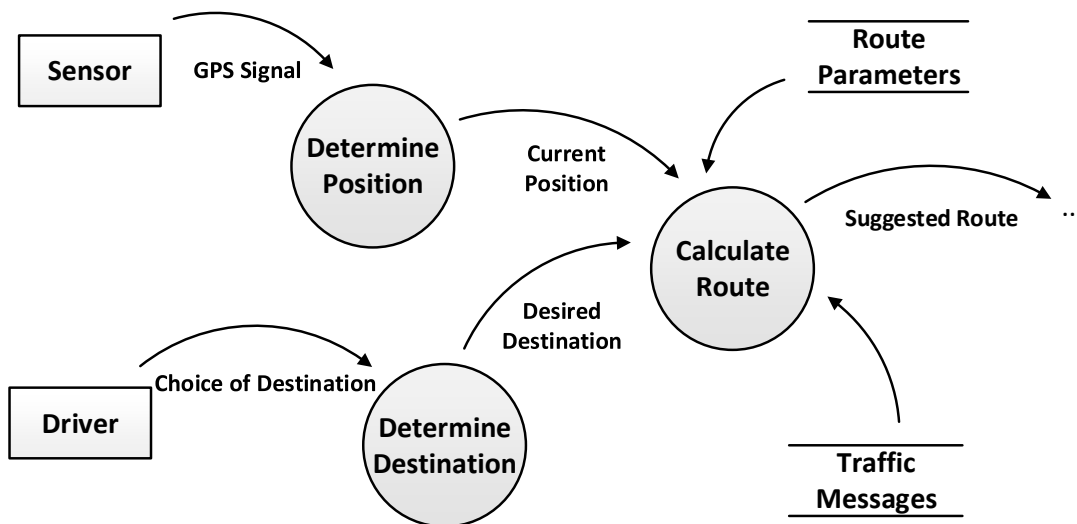 Sensor
GPS Signal
Determine
Position
Current
Position
Route
Parameters
Calculate
Route
Suggested Route
..
Driver
Choice of Destination
Determine
Destination
Desired
Destination
Traffic
Messages